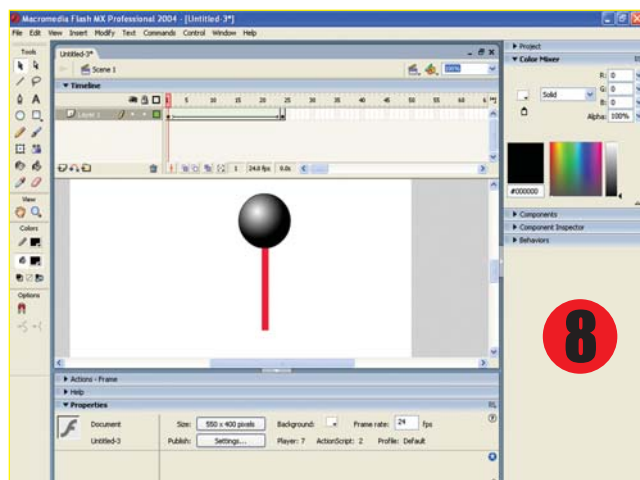 Macromedia Flash MX Professional 2004 - [Untitled-3*]
File Edit View Insert Modify Text Commands Control Window Help
Tools
View
Colors
Options
Untitled-3*
Scene 1
100%
Timeline
1 5 10 15 20 25 30 35 40 45 50 55 60
Layer 1
1 24.0 fps 0.0s
Actions - Frame
Help
Properties
Document
Untitled-3
Size: 550 x 400 pixels Background: Frame rate: 24 fps
Publish: Settings... Player: 7 ActionScript: 2 Profile: Default
Project
Color Mixer
Solid
R: 0
G: 0
B: 0
Alpha: 100%
#000000
Components
Component Inspector
Behaviors
8